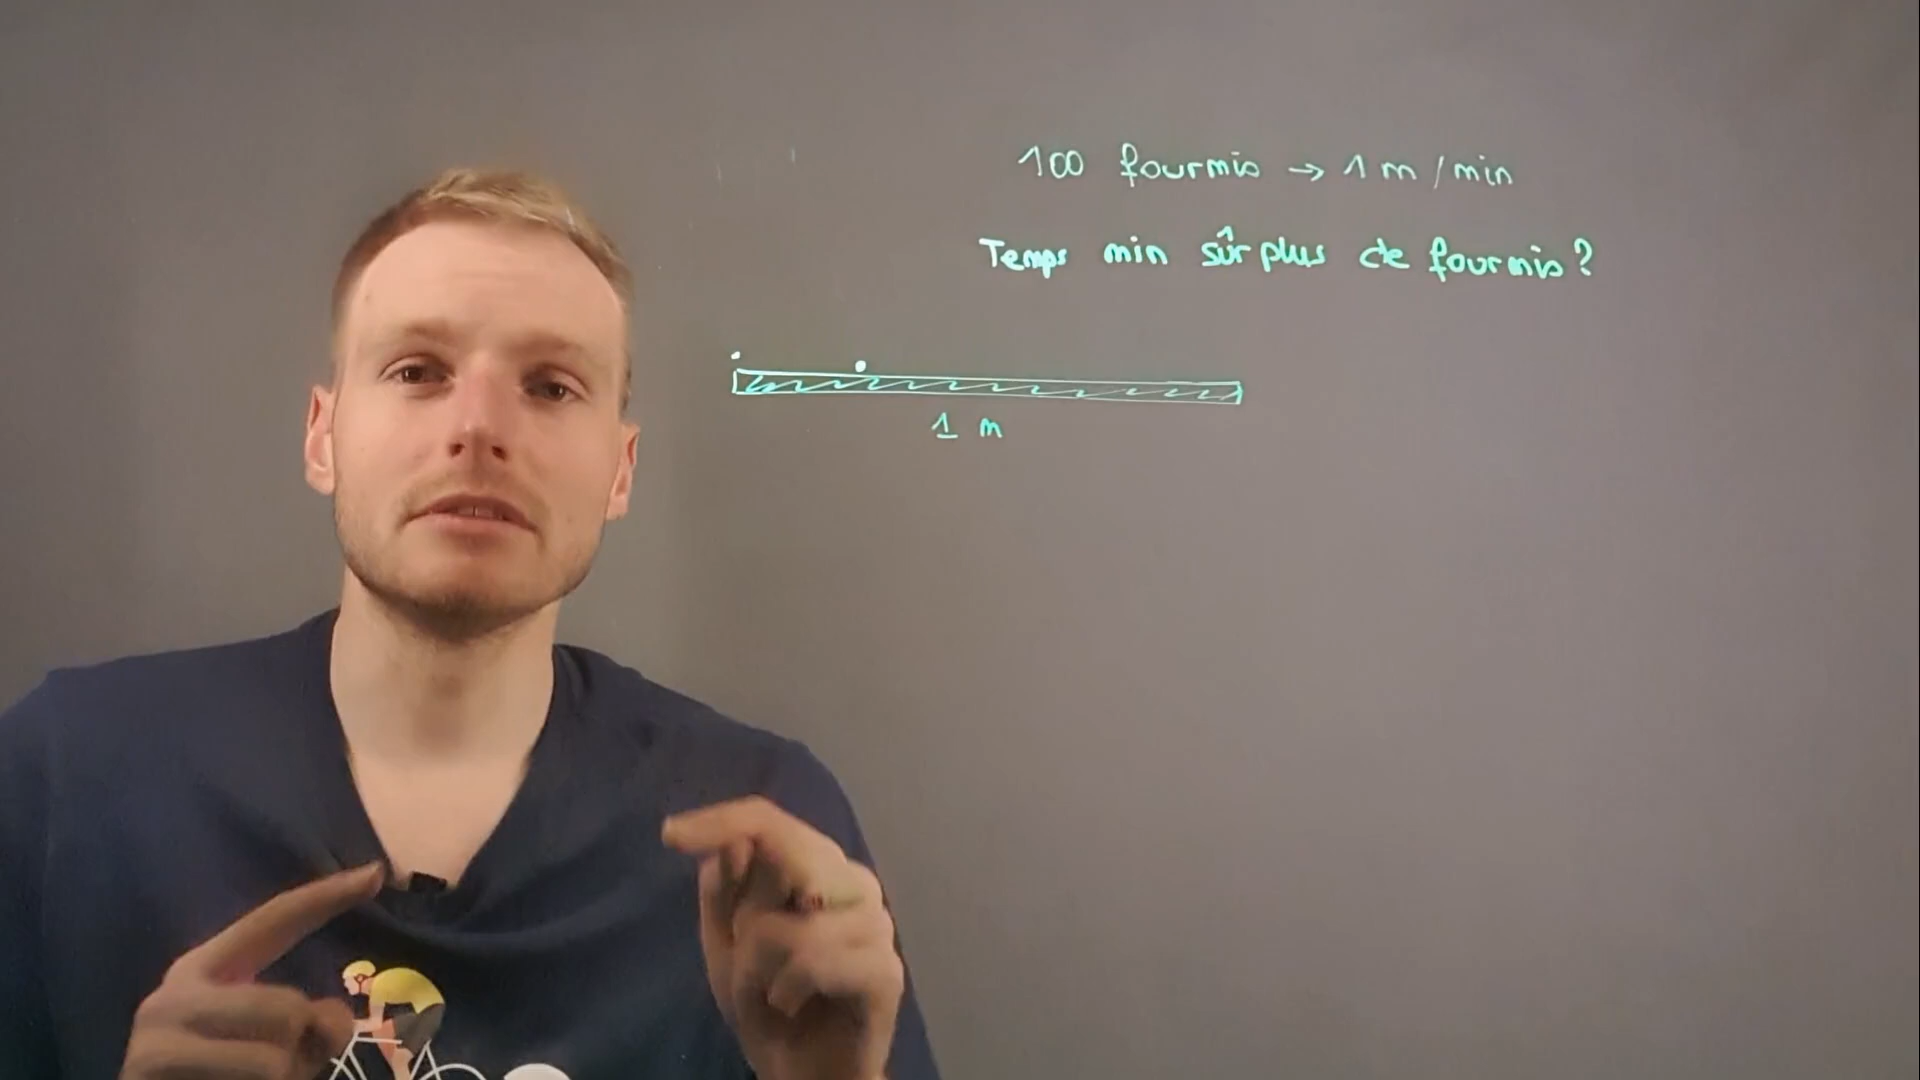 100 fourmis → 1 m / min
Temps min sûr plus de fourmis ?
1 m